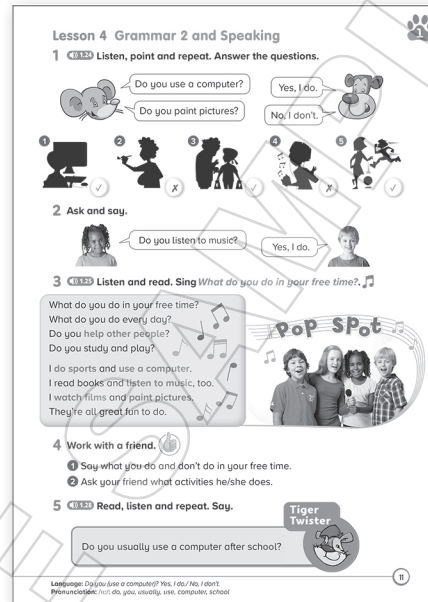 Lesson 4 Grammar 2 and Speaking
1
1 1.24 Listen, point and repeat. Answer the questions.
Do you use a computer?
Yes, I do.
Do you paint pictures?
No, I don't.
1 2 3 4 5
✓ ✗ ✓ ✗ ✓
2 Ask and say.
Do you listen to music?
Yes, I do.
3 1.25 Listen and read. Sing What do you do in your free time?.
What do you do in your free time?
What do you do every day?
Do you help other people?
Do you study and play?
I do sports and use a computer.
I read books and listen to music, too.
I watch films and paint pictures.
They're all great fun to do.
Pop Spot
4 Work with a friend.
1 Say what you do and don't do in your free time.
2 Ask your friend what activities he/she does.
5 1.26 Read, listen and repeat. Say.
Tiger
Twister
Do you usually use a computer after school?
11
Language: Do you (use a computer)? Yes, I do./ No, I don't.
Pronunciation: /uː/: do, you, usually, use, computer, school
SAMPLE